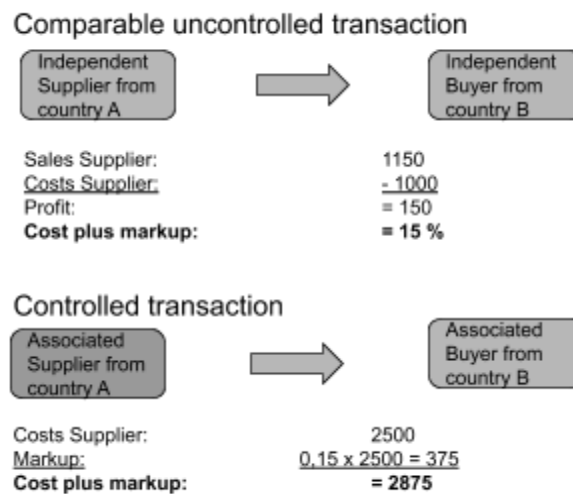 Comparable uncontrolled transaction
Independent
Supplier from
country A
Independent
Buyer from
country B
Sales Supplier: 1150
Costs Supplier: - 1000
Profit: = 150
Cost plus markup: = 15 %
Controlled transaction
Associated
Supplier from
country A
Associated
Buyer from
country B
Costs Supplier: 2500
Markup: 0,15 x 2500 = 375
Cost plus markup: = 2875